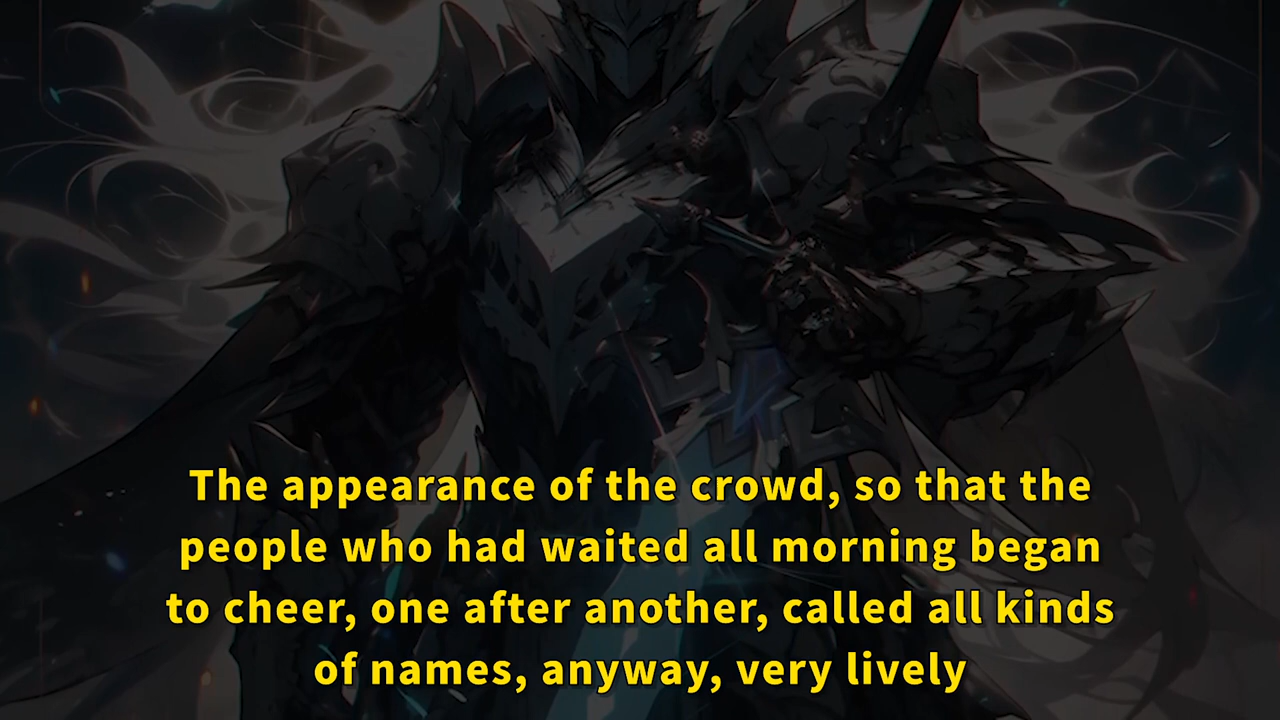 The appearance of the crowd, so that the
people who had waited all morning began
to cheer, one after another, called all kinds
of names, anyway, very lively